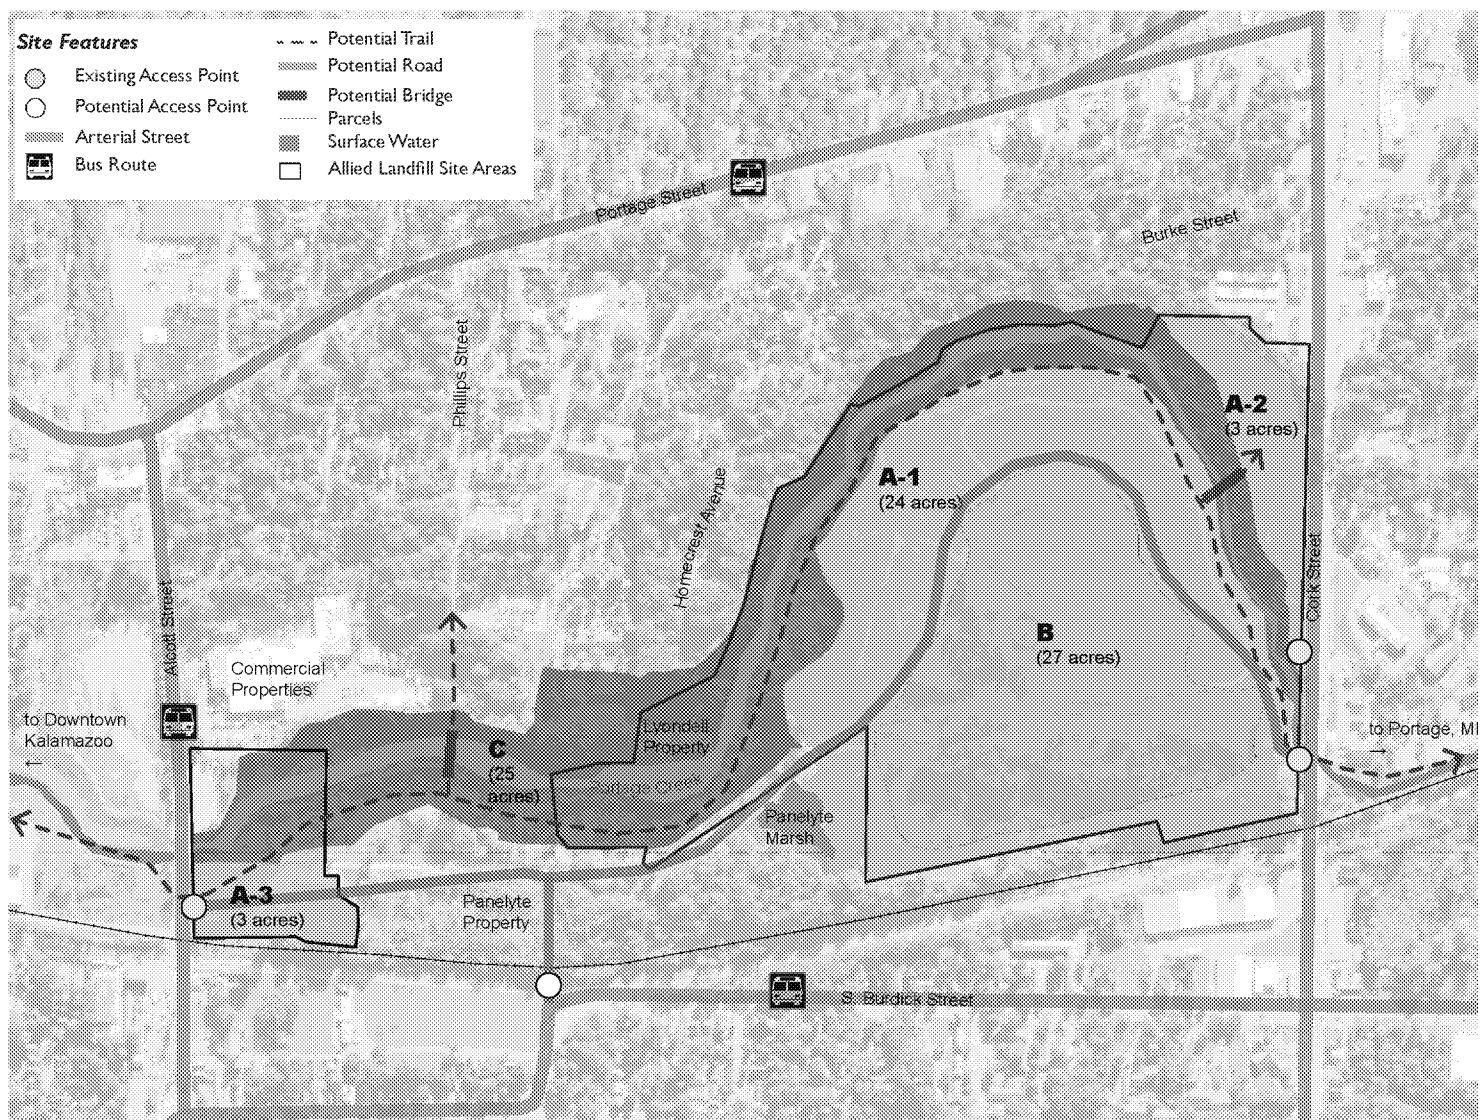 Site Features
Existing Access Point
Potential Access Point
Arterial Street
Bus Route
Potential Trail
Potential Road
Potential Bridge
Parcels
Surface Water
Allied Landfill Site Areas
Portage Street
Burke Street
Phillips Street
A-2
(3 acres)
A-1
(24 acres)
Homecrest Avenue
Cork Street
Alcott Street
B
(27 acres)
Commercial
Properties
to Downtown
Kalamazoo
←
Lyondell
Property
to Portage, MI
→
C
(25
acres)
Portage Creek
Panelyte
Marsh
A-3
(3 acres)
Panelyte
Property
S. Burdick Street